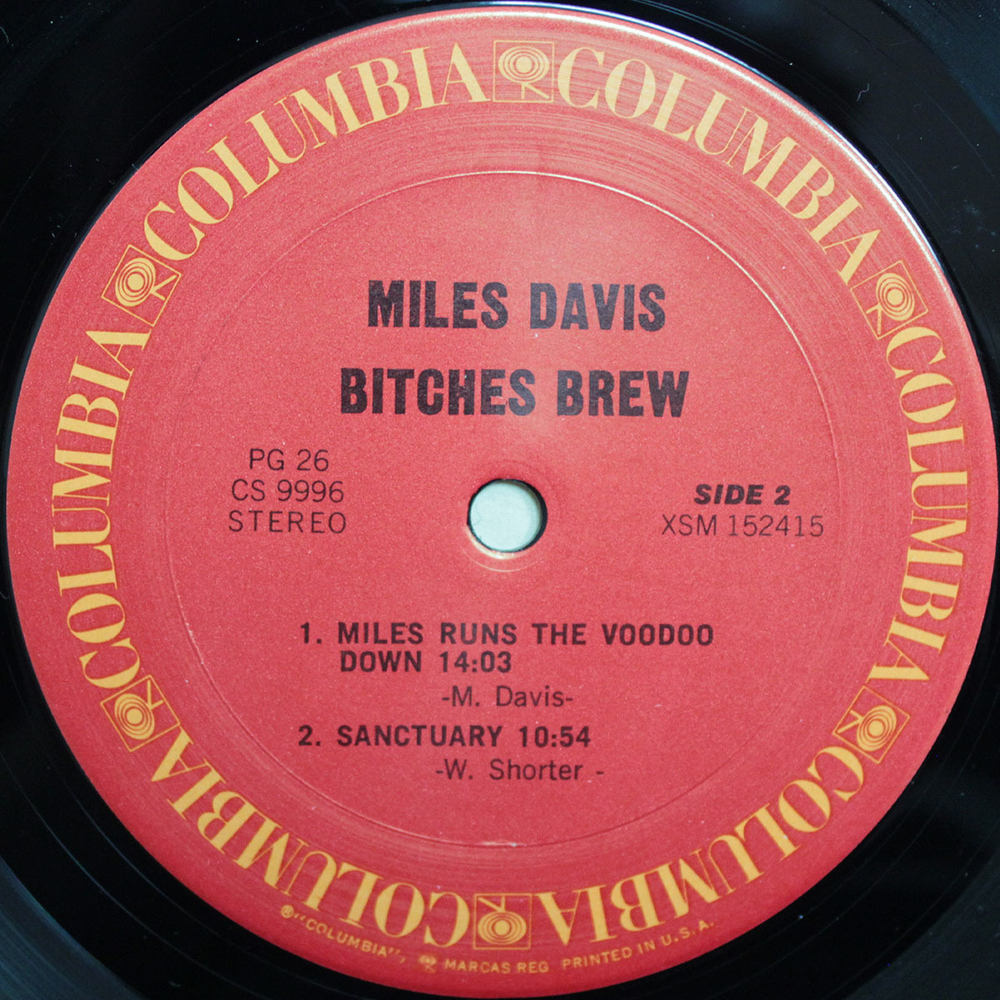 COLUMBIA COLUMBIA COLUMBIA COLUMBIA COLUMBIA COLUMBIA
MILES DAVIS
BITCHES BREW
PG 26
CS 9996
STEREO
SIDE 2
XSM 152415
1. MILES RUNS THE VOODOO
DOWN 14:03
-M. Davis-
2. SANCTUARY 10:54
-W. Shorter -
®"COLUMBIA", MARCAS REG PRINTED IN U.S.A.